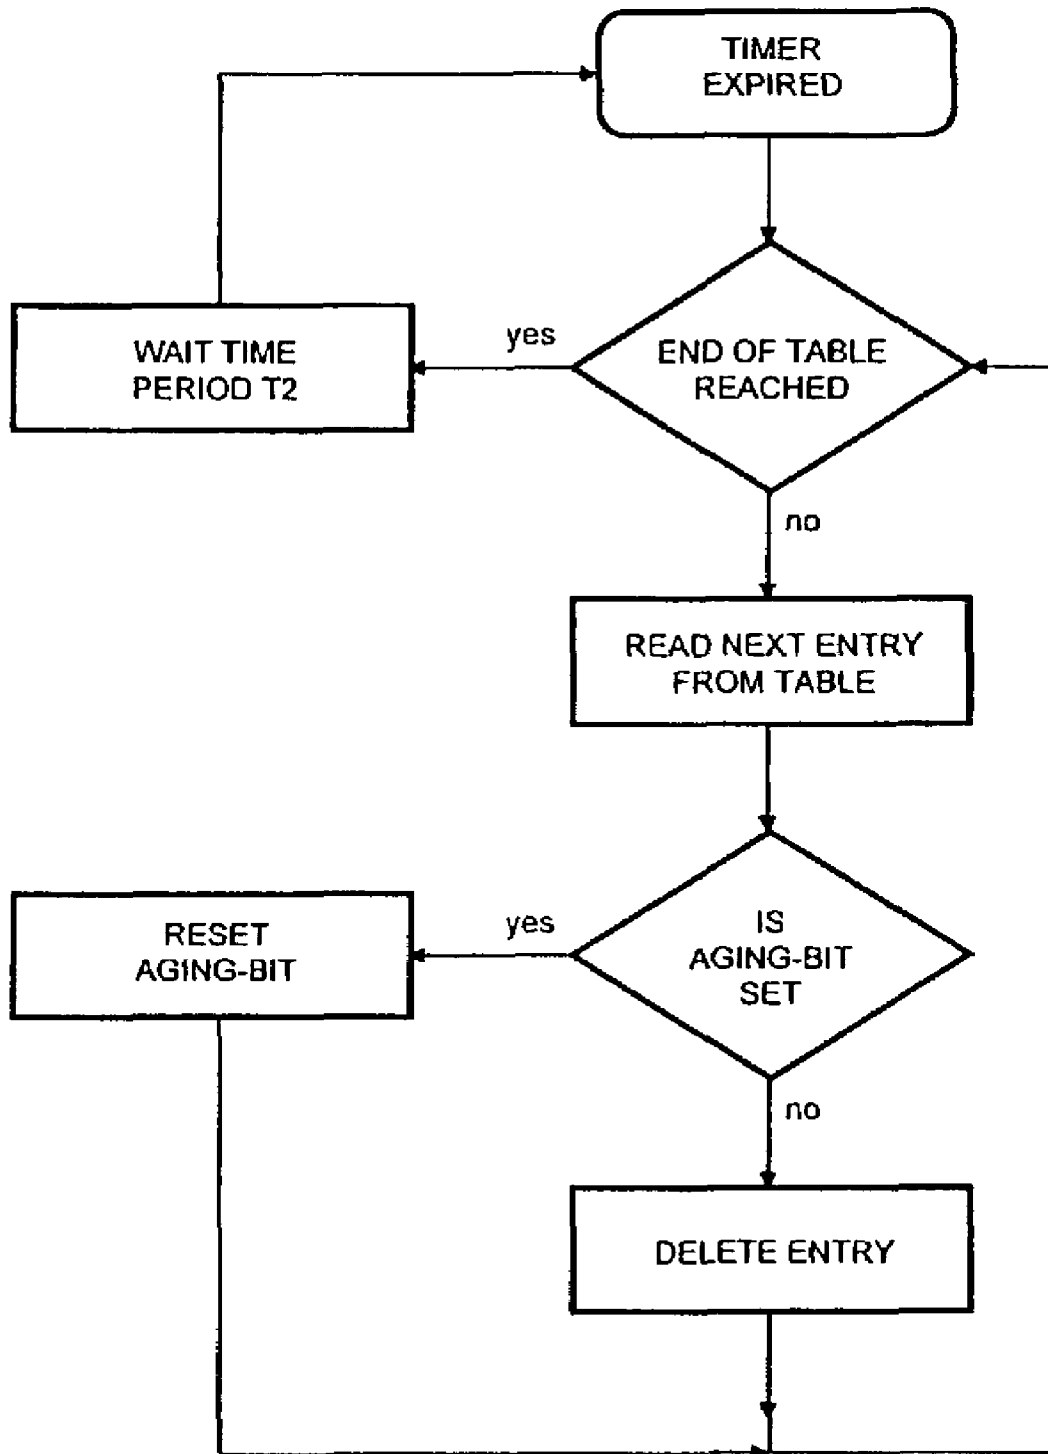 TIMER
EXPIRED
yes
WAIT TIME
PERIOD T2
END OF TABLE
REACHED
no
READ NEXT ENTRY
FROM TABLE
yes
RESET
AGING-BIT
IS
AGING-BIT
SET
no
DELETE ENTRY